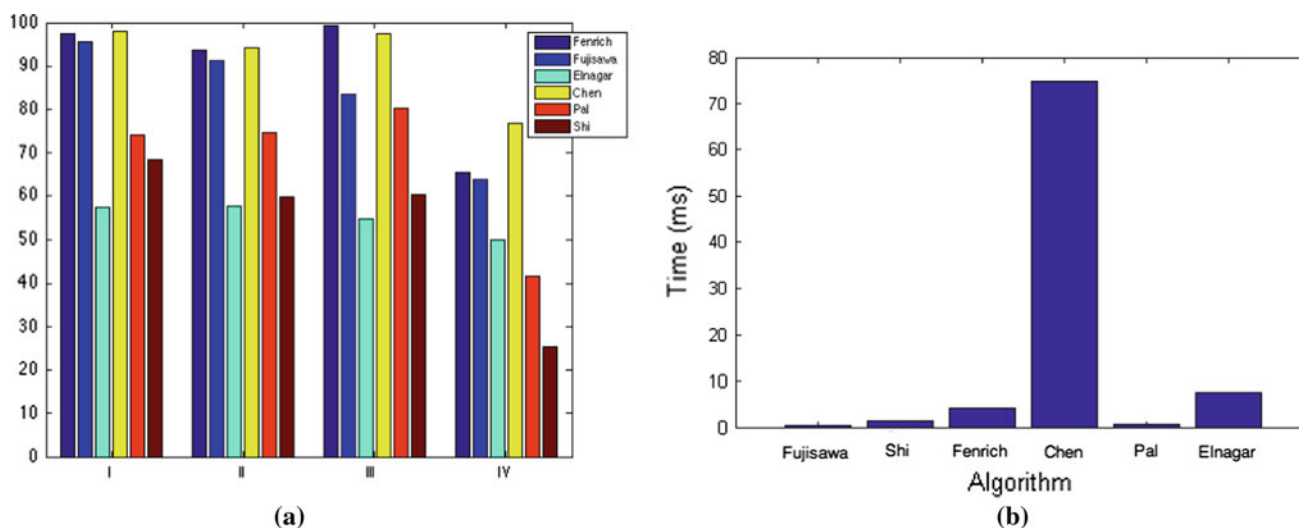 100
90
80
70
60
50
40
30
20
10
0
I
II
III
IV
Fenrich
Fujisawa
Elnagar
Chen
Pal
Shi
(a)
80
70
60
50
40
30
20
10
0
Time (ms)
Fujisawa Shi Fenrich Chen Pal Elnagar
Algorithm
(b)